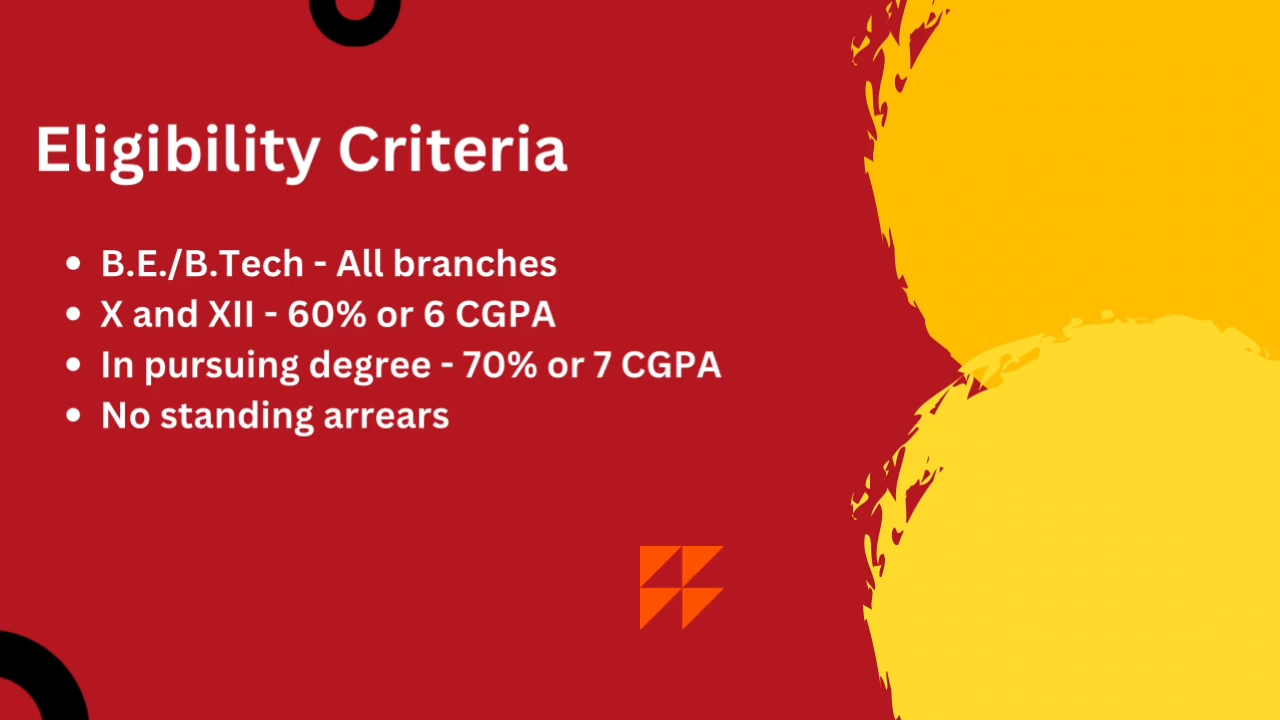 Eligibility Criteria
• B.E./B.Tech - All branches
• X and XII - 60% or 6 CGPA
• In pursuing degree - 70% or 7 CGPA
• No standing arrears